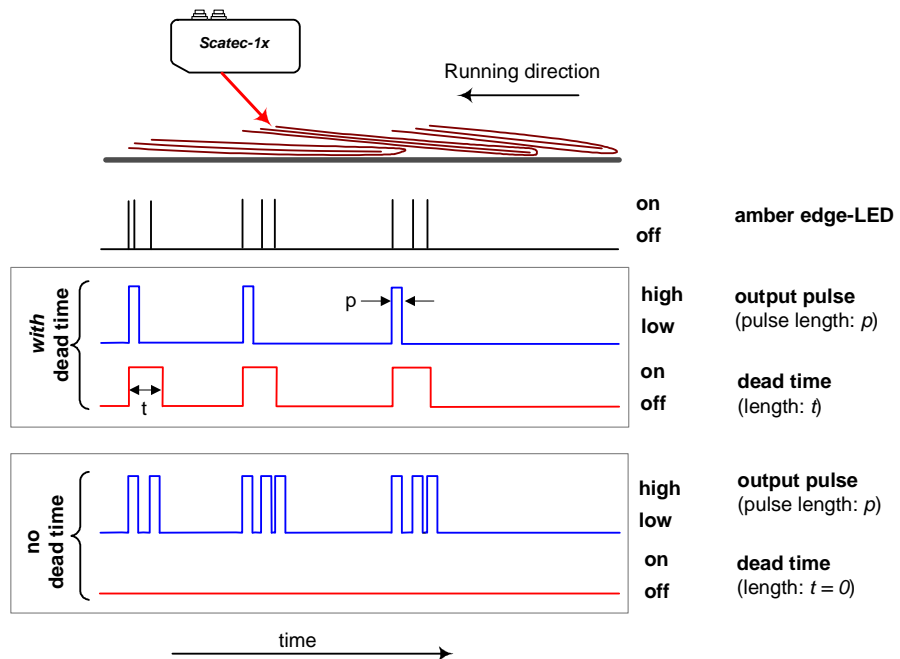 Scatec-1x
Running direction
on
off
amber edge-LED
with
dead time
p
high
low
output pulse
(pulse length: p)
t
on
off
dead time
(length: t)
no
dead time
high
low
output pulse
(pulse length: p)
on
off
dead time
(length: t = 0)
time